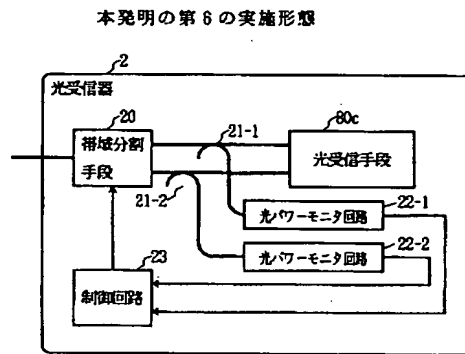 本発明の第6の実施形態
2
光受信器
20
帯域分割
手段
21-1
80c
光受信手段
21-2
22-1
光パワーモニタ回路
22-2
光パワーモニタ回路
23
制御回路